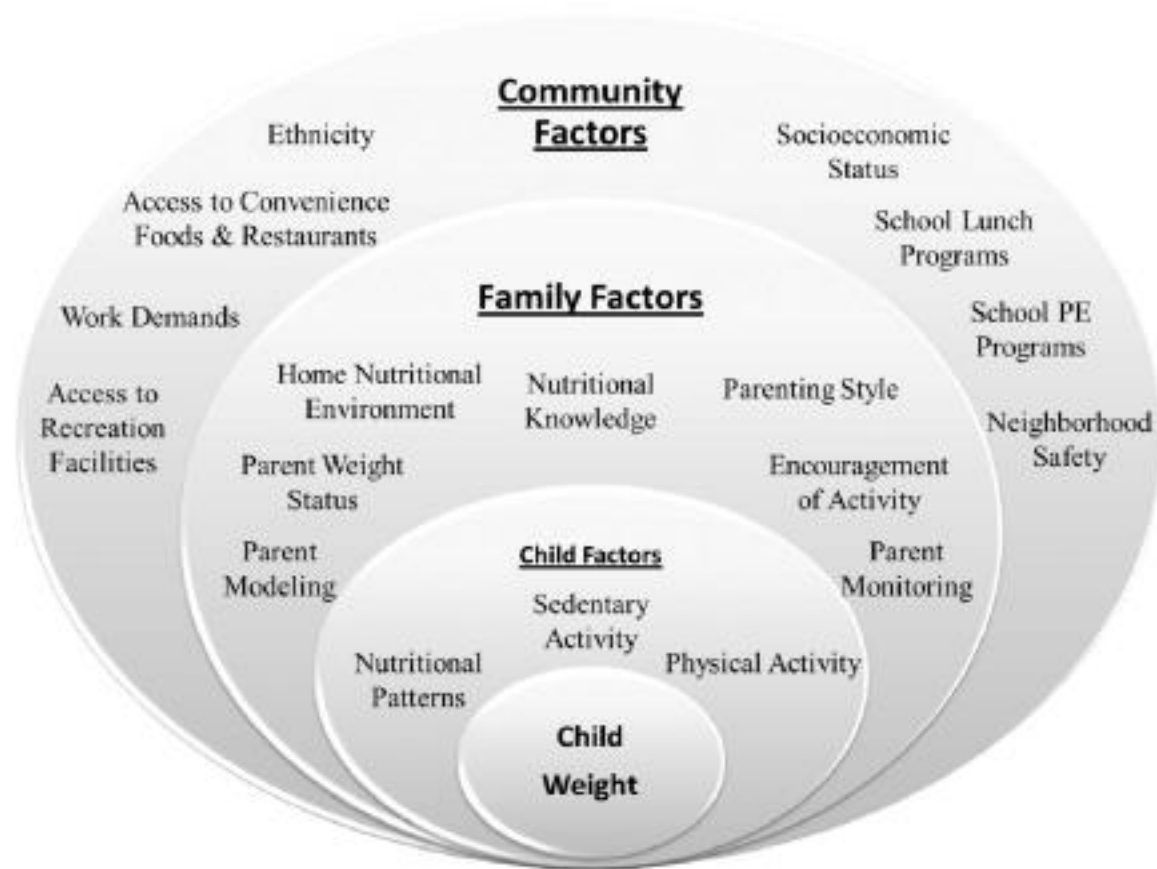 Community
Factors
Ethnicity
Socioeconomic
Status
Access to Convenience
Foods & Restaurants
School Lunch
Programs
Work Demands
School PE
Programs
Access to
Recreation
Facilities
Neighborhood
Safety
Family Factors
Home Nutritional
Environment
Nutritional
Knowledge
Parenting Style
Parent Weight
Status
Encouragement
of Activity
Parent
Modeling
Parent
Monitoring
Child Factors
Sedentary
Activity
Nutritional
Patterns
Physical Activity
Child
Weight